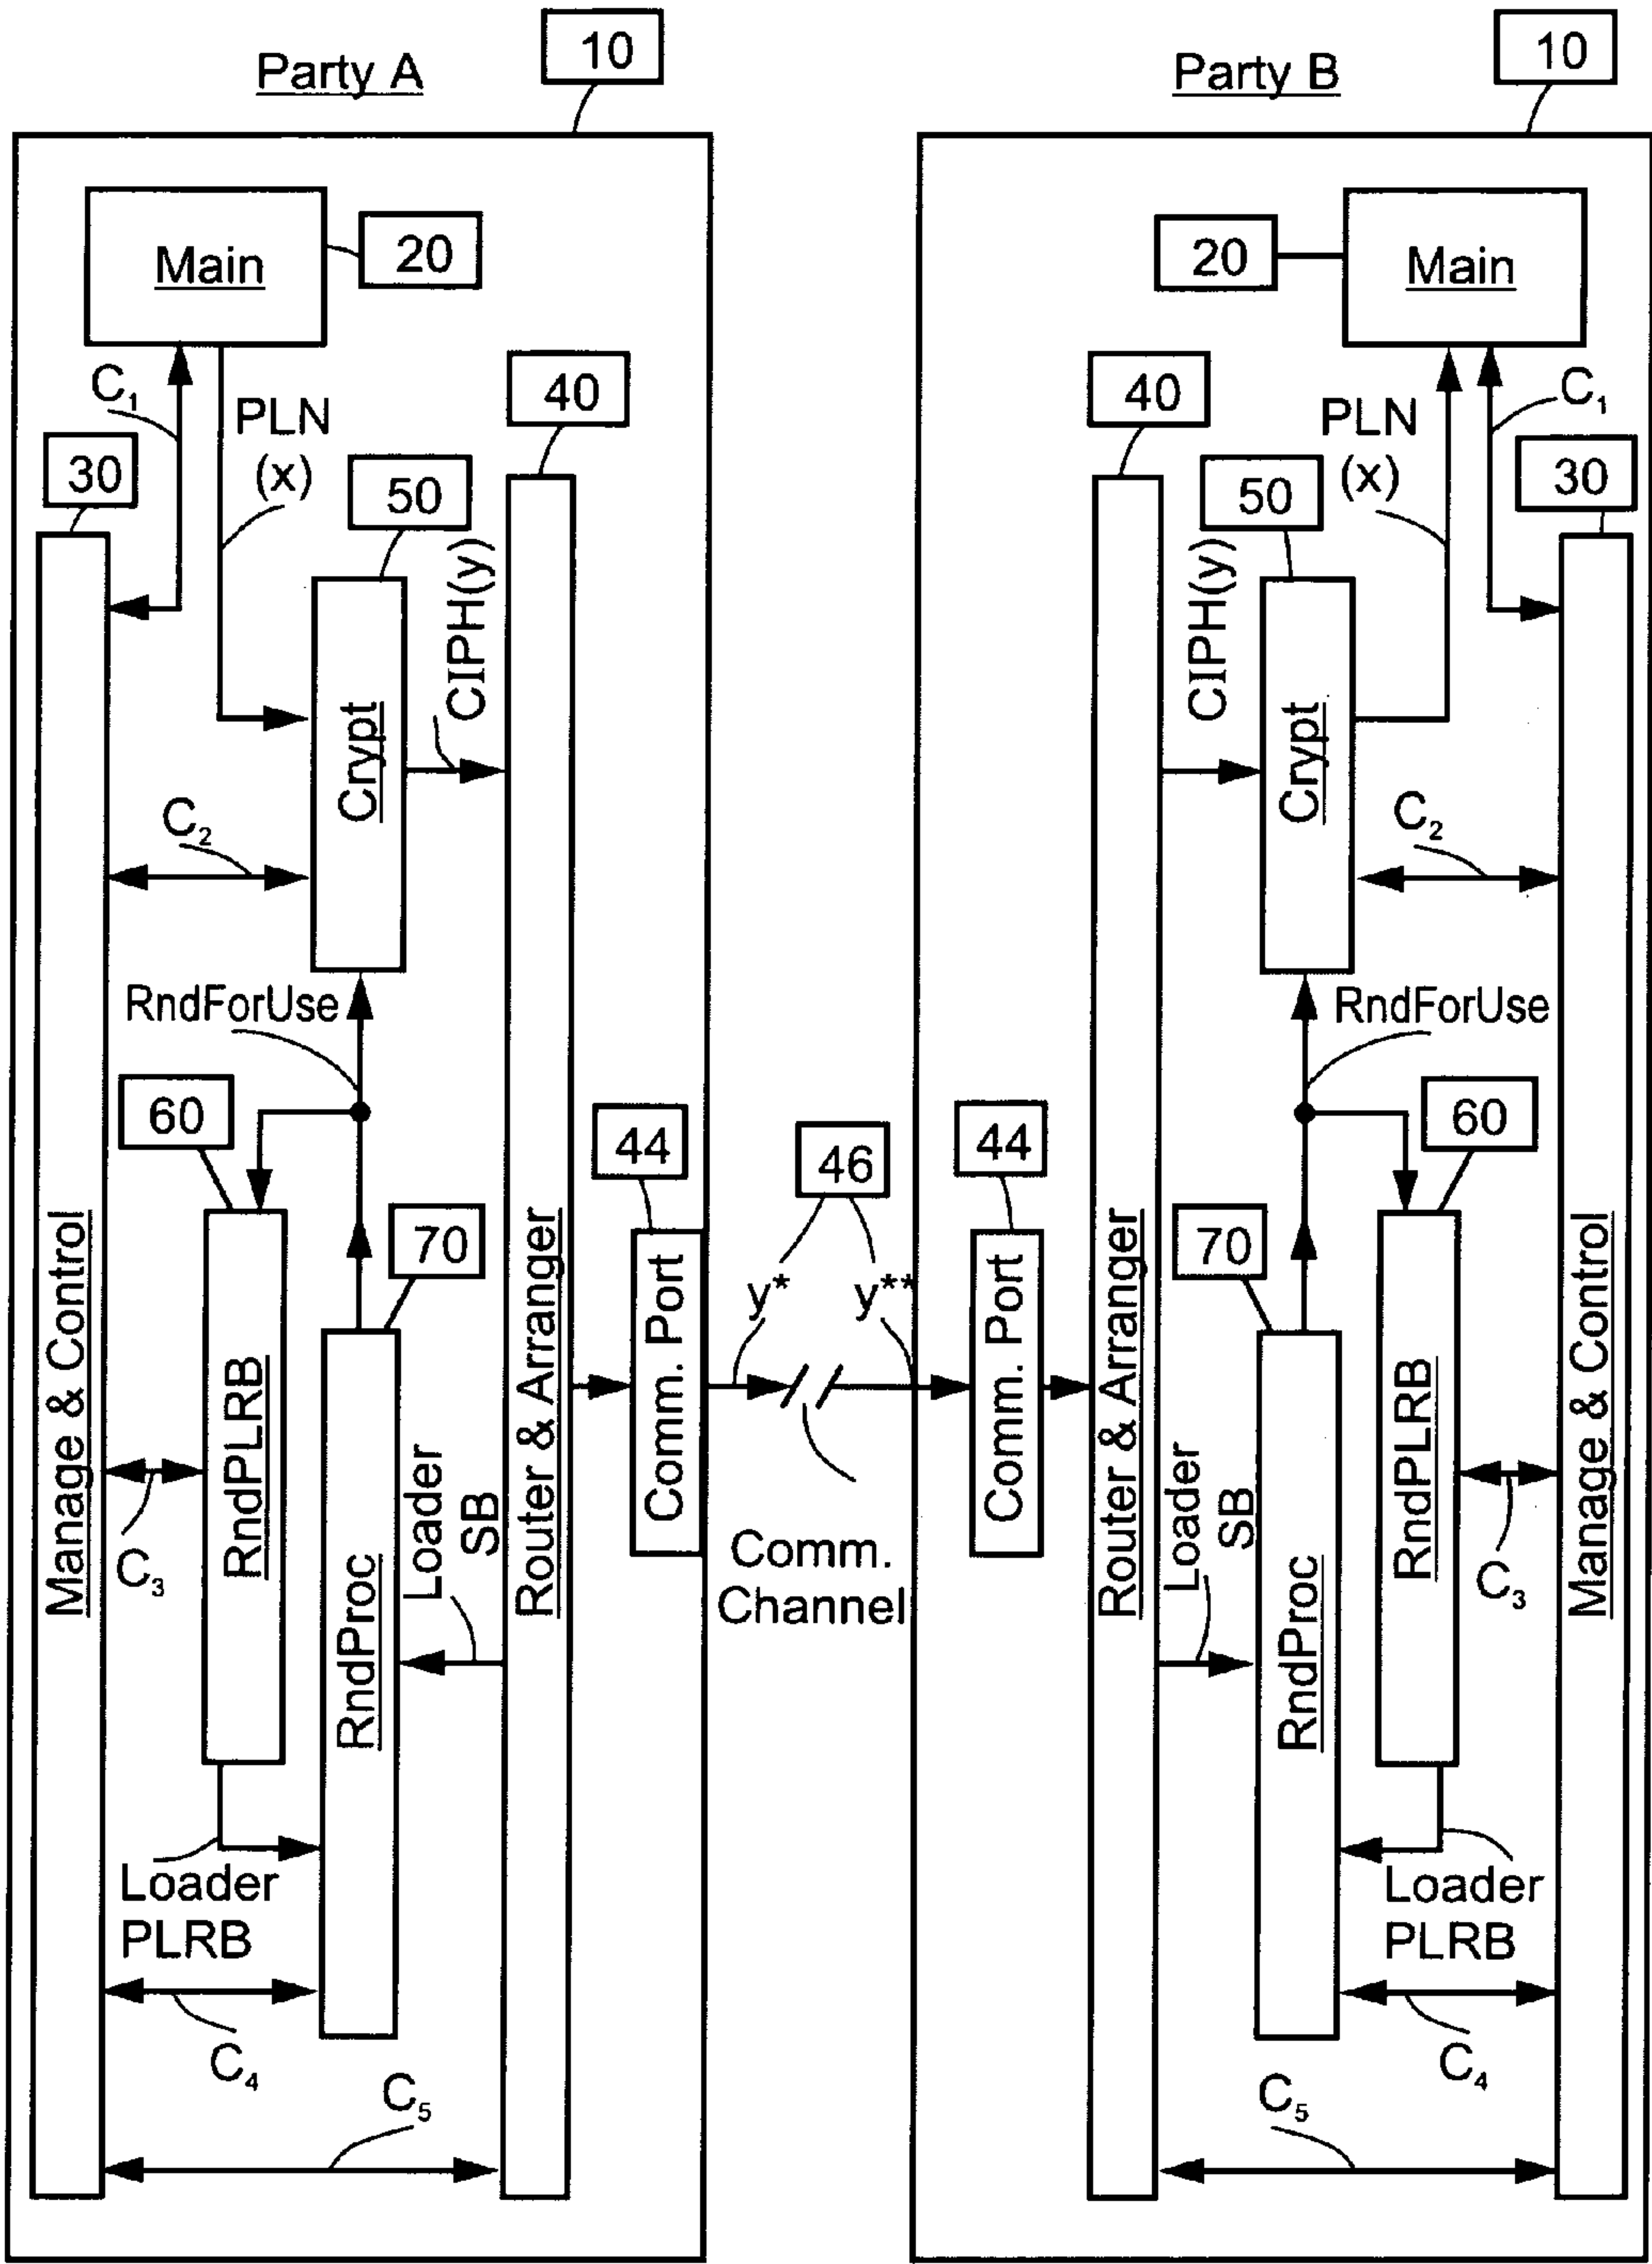 Party A
10
Main
20
C₁
PLN
(x)
40
30
50
CIPH(y)
Crypt
C₂
RndForUse
60
44
70
Manage & Control
RndPLRB
RndProc
Router & Arranger
Comm. Port
C₃
Loader
SB
Loader
PLRB
C₄
C₅
46
y*
y**
Comm.
Channel
Party B
10
20
Main
40
PLN
(x)
C₁
50
30
CIPH(y)
Crypt
C₂
RndForUse
44
60
70
Comm. Port
Router & Arranger
RndProc
RndPLRB
Manage & Control
Loader
SB
C₃
Loader
PLRB
C₄
C₅